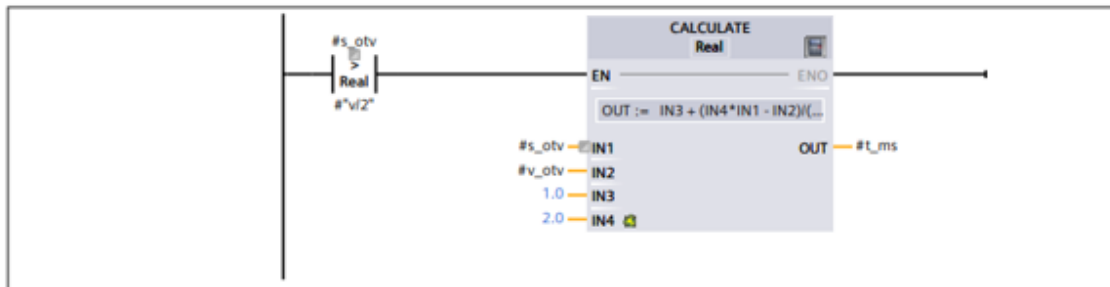 #s_otv
>
Real
#"v/2"
CALCULATE
Real
EN
ENO
OUT := IN3 + (IN4*IN1 - IN2)/(...
#s_otv
IN1
OUT
#t_ms
#v_otv
IN2
1.0
IN3
2.0
IN4